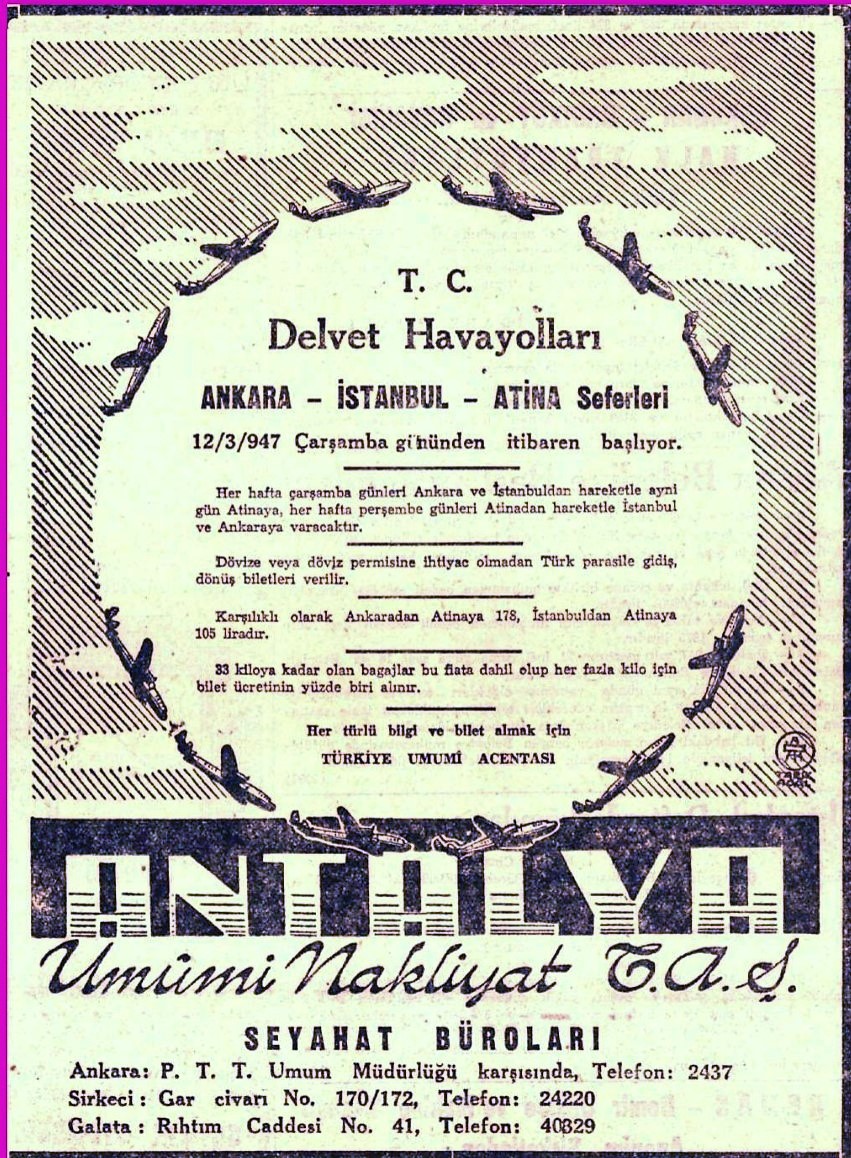 T. C.
Delvet Havayolları
ANKARA – İSTANBUL – ATİNA Seferleri
12/3/947 Çarşamba gününden itibaren başlıyor.
Her hafta çarşamba günleri Ankara ve İstanbuldan hareketle ayni
gün Atinaya, her hafta perşembe günleri Atinadan hareketle İstanbul
ve Ankaraya varacaktır.
Dövize veya döviz permisine ihtiyac olmadan Türk parasile gidiş,
dönüş biletleri verilir.
Karşılıklı olarak Ankaradan Atinaya 178, İstanbuldan Atinaya
105 liradır.
33 kiloya kadar olan bagajlar bu fiata dahil olup her fazla kilo için
bilet ücretinin yüzde biri alınır.
Her türlü bilgi ve bilet almak için
TÜRKİYE UMUMİ ACENTASI
ANTALYA
Umûmi Nakliyat T.A.Ş.
SEYAHAT BÜROLARI
Ankara: P. T. T. Umum Müdürlüğü karşısında, Telefon: 2437
Sirkeci : Gar civarı No. 170/172, Telefon: 24220
Galata : Rıhtım Caddesi No. 41, Telefon: 40829